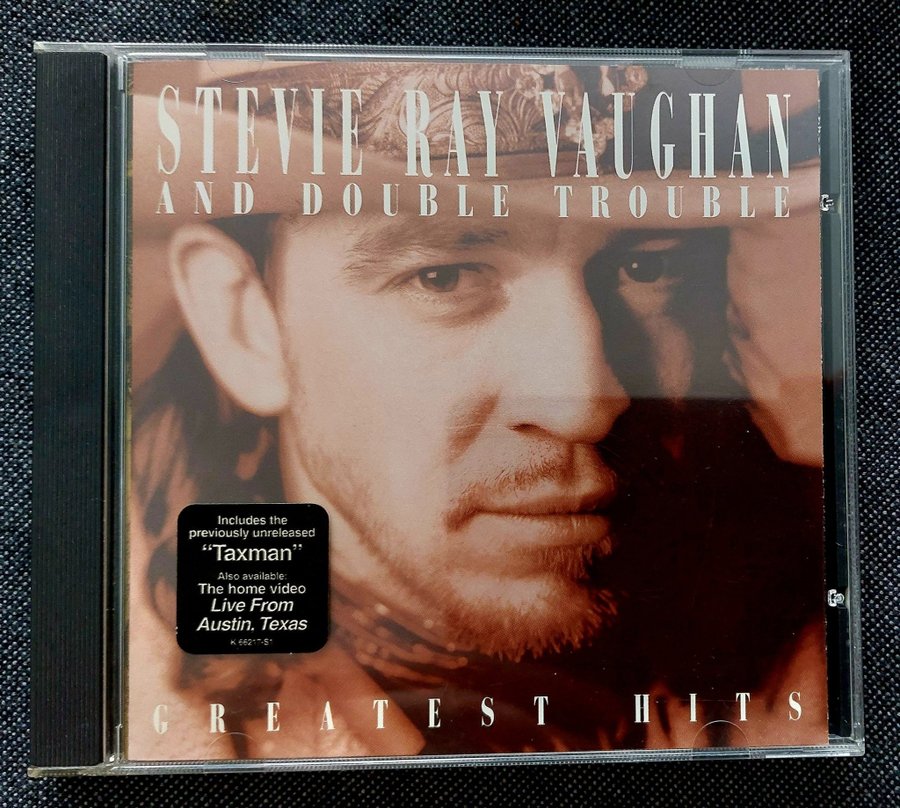 STEVIE RAY VAUGHAN
AND DOUBLE TROUBLE
Includes the
previously unreleased
"Taxman"
Also available:
The home video
Live From
Austin, Texas
K 66217-S1
GREATEST HITS